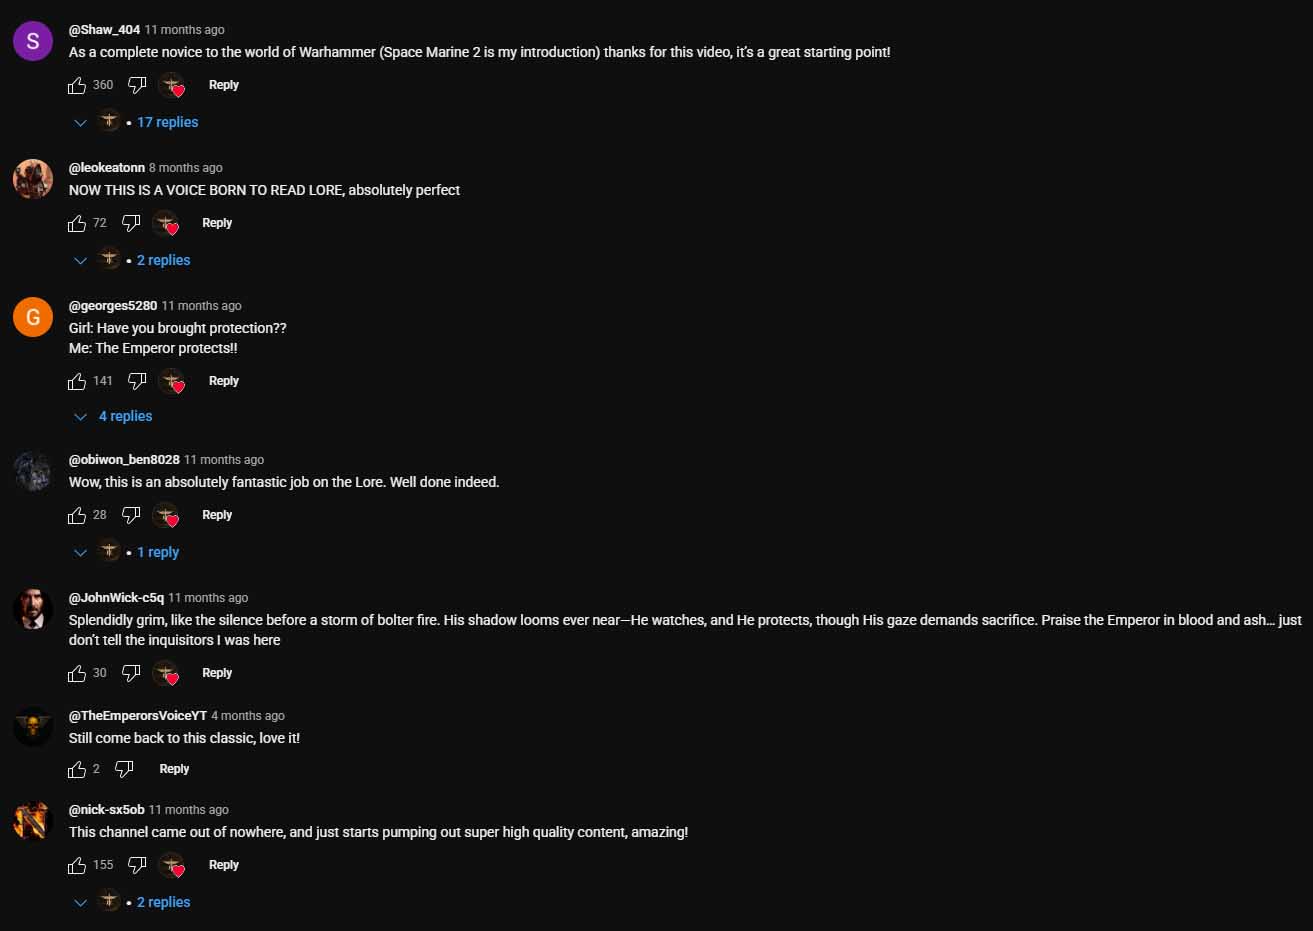 S
@Shaw_404 11 months ago
As a complete novice to the world of Warhammer (Space Marine 2 is my introduction) thanks for this video, it's a great starting point!
360 Reply
• 17 replies
@leokeatonn 8 months ago
NOW THIS IS A VOICE BORN TO READ LORE, absolutely perfect
72 Reply
• 2 replies
G
@georges5280 11 months ago
Girl: Have you brought protection??
Me: The Emperor protects!!
141 Reply
4 replies
@obiwon_ben8028 11 months ago
Wow, this is an absolutely fantastic job on the Lore. Well done indeed.
28 Reply
• 1 reply
@JohnWick-c5q 11 months ago
Splendidly grim, like the silence before a storm of bolter fire. His shadow looms ever near—He watches, and He protects, though His gaze demands sacrifice. Praise the Emperor in blood and ash… just
don't tell the inquisitors I was here
30 Reply
@TheEmperorsVoiceYT 4 months ago
Still come back to this classic, love it!
2 Reply
@nick-sx5ob 11 months ago
This channel came out of nowhere, and just starts pumping out super high quality content, amazing!
155 Reply
• 2 replies